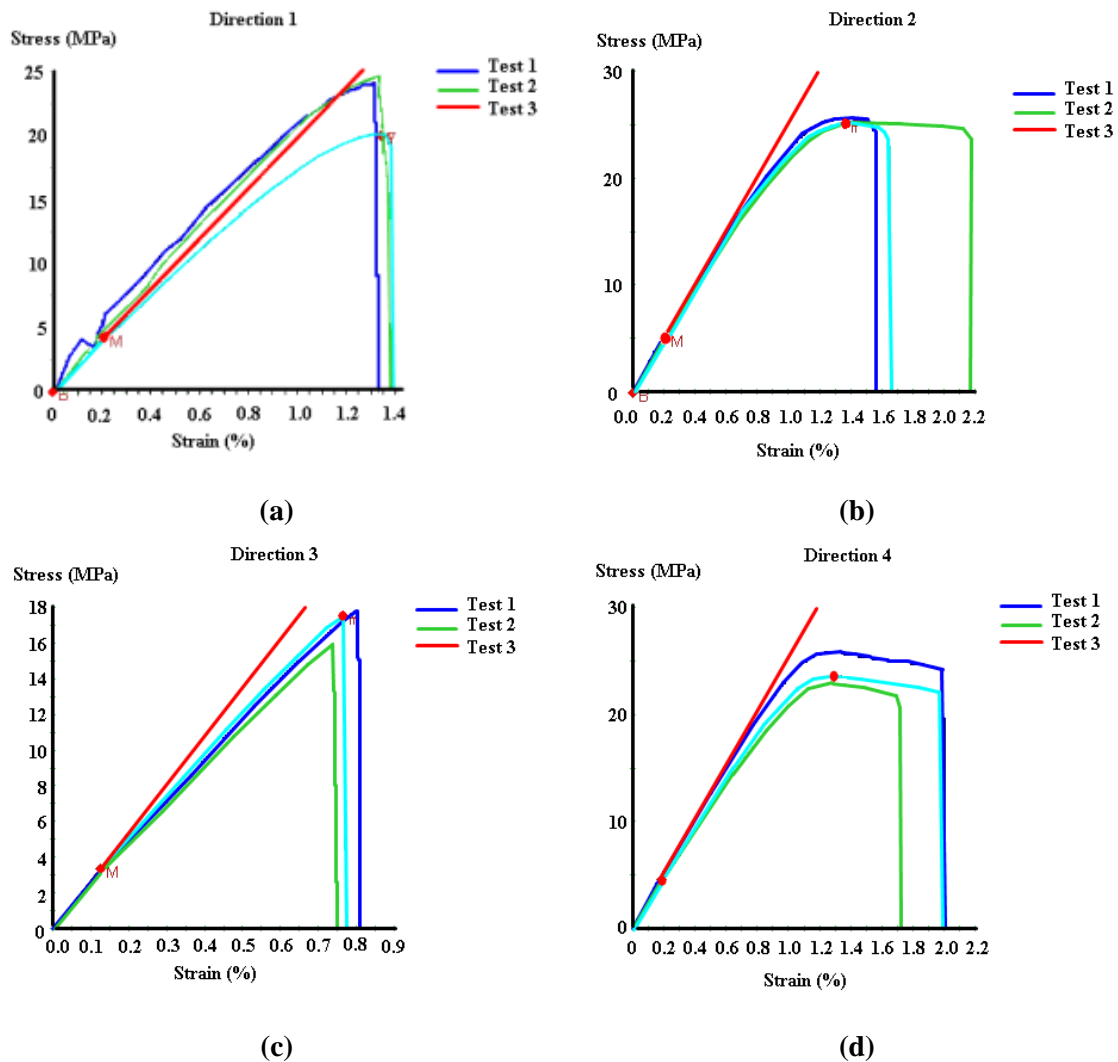 Direction 1
Stress (MPa)
Test 1
Test 2
Test 3
25
20
15
10
5
0
M
B
0 0.2 0.4 0.6 0.8 1.0 1.2 1.4
Strain (%)
(a)
Direction 2
Stress (MPa)
Test 1
Test 2
Test 3
30
20
10
0
M
B
0.0 0.2 0.4 0.6 0.8 1.0 1.2 1.4 1.6 1.8 2.0 2.2
Strain (%)
(b)
Direction 3
Stress (MPa)
Test 1
Test 2
Test 3
18
16
14
12
10
8
6
4
2
0
M
0.0 0.1 0.2 0.3 0.4 0.5 0.6 0.7 0.8 0.9
Strain (%)
(c)
Direction 4
Stress (MPa)
Test 1
Test 2
Test 3
30
20
10
0
0 0.2 0.4 0.6 0.8 1.0 1.2 1.4 1.6 1.8 2.0 2.2
Strain (%)
(d)